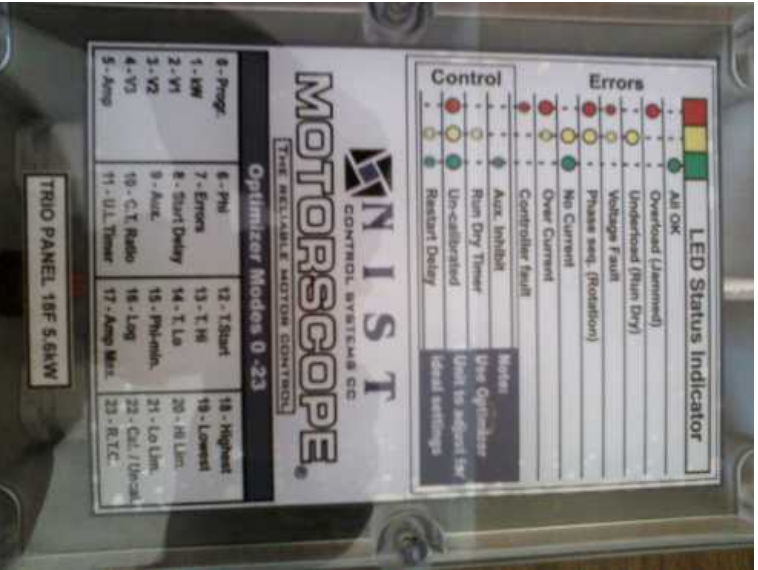 LED Status Indicator
Errors
All OK
Overload (Jammed)
Underload (Run Dry)
Voltage Fault
Phase seq. (Rotation)
No Current
Over Current
Controller fault
Control
Aux. Inhibit
Run Dry Timer
Un-calibrated
Restart Delay
Note:
Use Optimizer
Unit to adjust for
ideal settings
NIST
CONTROL SYSTEMS CC
MOTORSCOPE®
THE RELIABLE MOTOR CONTROL
Optimizer Modes 0 -23
0 - Progr. 6 - Phi 12 - T.Start 18 - Highest
1 - kW 7 - Errors 13 - T. Hi 19 - Lowest
2 - V1 8 - Start Delay 14 - T. Lo 20 - Hi Lim.
3 - V2 9 - Aux. 15 - Phi-min. 21 - Lo Lim.
4 - V3 10 - C.T. Ratio 16 - Log 22 - Cal. / Uncal.
5 - Amp 11 - U.L. Timer 17 - Amp Max. 23 - R.T.C.
TRIO PANEL 18F 5.6kW